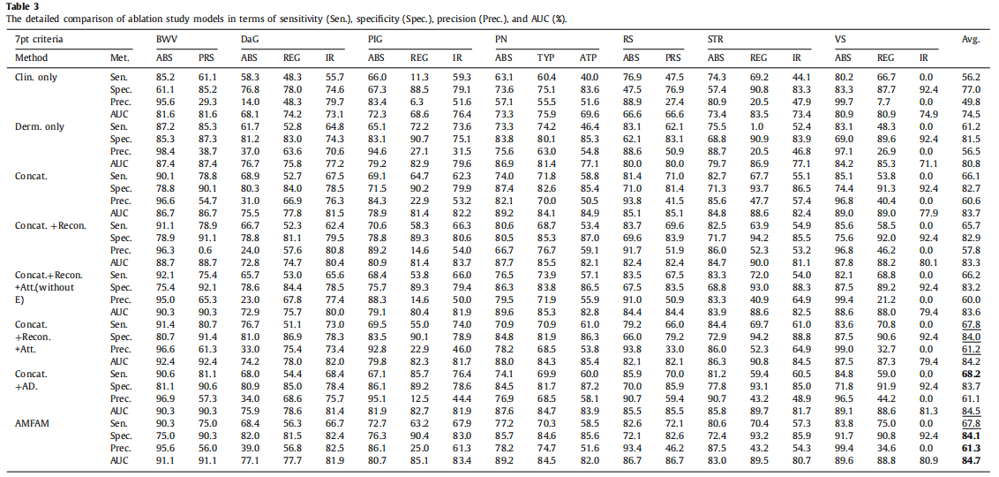 Table 3
The detailed comparison of ablation study models in terms of sensitivity (Sen.), specificity (Spec.), precision (Prec.), and AUC (%).
7pt criteria BWV DaG PIG PN RS STR VS Avg.
Method Met. ABS PRS ABS REG IR ABS REG IR ABS TYP ATP ABS PRS ABS REG IR ABS REG IR
Clin. only Sen. 85.2 61.1 58.3 48.3 55.7 66.0 11.3 59.3 63.1 60.4 40.0 76.9 47.5 74.3 69.2 44.1 80.2 66.7 0.0 56.2
Spec. 61.1 85.2 76.8 78.0 74.6 67.3 88.5 79.1 73.6 75.1 83.6 47.5 76.9 57.4 90.8 83.3 83.3 87.7 92.4 77.0
Prec. 95.6 29.3 14.0 48.3 79.7 83.4 6.3 51.6 57.1 55.5 51.6 88.9 27.4 80.9 20.5 47.9 99.7 7.7 0.0 49.8
AUC 81.6 81.6 68.1 74.2 73.1 72.3 68.6 76.4 73.3 75.9 69.6 66.6 66.6 73.4 83.5 73.4 80.9 80.9 74.9 74.5
Derm. only Sen. 87.2 85.3 61.7 52.8 64.8 65.1 72.2 73.6 73.3 74.2 46.4 83.1 62.1 75.5 1.0 52.4 83.1 48.3 0.0 61.2
Spec. 85.3 87.3 81.2 83.0 74.3 83.1 90.7 75.1 83.8 80.1 85.3 62.1 83.1 68.8 90.9 83.9 69.0 89.6 92.4 81.5
Prec. 98.4 38.7 37.0 63.6 70.6 94.6 27.1 31.5 75.6 63.0 54.8 88.6 50.9 88.7 20.5 46.8 97.1 26.9 0.0 56.5
AUC 87.4 87.4 76.7 75.8 77.2 79.2 82.9 79.6 86.9 81.4 77.1 80.0 80.0 79.7 86.9 77.1 84.2 85.3 71.1 80.8
Concat. Sen. 90.1 78.8 68.9 52.7 67.5 69.1 64.7 62.3 74.0 71.8 58.8 81.4 71.0 82.7 67.7 55.1 85.1 53.8 0.0 66.1
Spec. 78.8 90.1 80.3 84.0 78.5 71.5 90.2 79.9 87.4 82.6 85.4 71.0 81.4 71.3 93.7 86.5 74.4 91.3 92.4 82.7
Prec. 96.6 54.7 31.0 66.9 76.3 84.3 22.9 53.2 82.1 70.0 50.5 93.8 41.5 85.6 47.7 57.4 96.8 40.4 0.0 60.6
AUC 86.7 86.7 75.5 77.8 81.5 78.9 81.4 82.2 89.2 84.1 84.9 85.1 85.1 84.8 88.6 82.4 89.0 89.0 77.9 83.7
Concat. +Recon. Sen. 91.1 78.9 66.7 52.3 62.4 70.6 58.3 66.3 80.5 68.7 53.4 83.7 69.6 82.5 63.9 54.9 85.6 58.5 0.0 65.7
Spec. 78.9 91.1 78.8 81.1 79.5 78.8 89.3 80.6 80.5 85.3 87.0 69.6 83.9 71.7 94.2 85.5 75.6 92.0 92.4 82.9
Prec. 96.3 0.6 24.0 57.6 80.8 89.2 14.6 54.0 66.7 76.7 59.1 91.7 51.9 86.0 52.3 53.2 96.8 46.2 0.0 57.8
AUC 88.7 88.7 72.8 74.7 80.4 80.9 81.4 83.7 87.7 85.5 82.1 82.4 82.4 84.7 90.0 81.1 87.8 88.2 80.1 83.3
Concat.+Recon. Sen. 92.1 75.4 65.7 53.0 65.6 68.4 53.8 66.0 76.5 73.9 57.1 83.5 67.5 83.3 72.0 54.0 82.1 68.8 0.0 66.2
+Att.(without Spec. 75.4 92.1 78.6 84.4 78.5 75.7 89.3 79.4 86.3 83.8 86.5 67.5 83.5 68.8 93.0 88.3 87.5 89.2 92.4 83.2
E) Prec. 95.0 65.3 23.0 67.8 77.4 88.3 14.6 50.0 79.5 71.9 55.9 91.0 50.9 83.3 40.9 64.9 99.4 21.2 0.0 60.0
AUC 90.3 90.3 72.9 75.7 80.0 79.1 80.4 81.9 89.6 85.3 82.8 84.4 84.4 83.9 88.6 82.5 88.6 88.0 79.4 83.6
Concat. Sen. 91.4 80.7 76.7 51.1 73.0 69.5 55.0 74.0 70.9 70.9 61.0 79.2 66.0 84.4 69.7 61.0 83.6 70.8 0.0 67.8
+Recon. Spec. 80.7 91.4 81.0 86.9 78.3 83.5 90.1 78.9 84.8 81.9 86.3 66.0 79.2 72.9 94.2 88.8 87.5 90.6 92.4 84.0
+Att. Prec. 96.6 61.3 33.0 75.4 73.4 92.8 22.9 46.0 78.2 68.5 53.8 93.8 33.0 86.0 52.3 64.9 99.0 32.7 0.0 61.2
AUC 92.4 92.4 74.2 78.0 82.0 79.8 82.3 81.7 88.0 84.3 85.4 82.1 82.1 86.3 90.8 84.5 87.5 87.3 79.4 84.2
Concat. Sen. 90.6 81.1 68.0 54.4 68.4 67.1 85.7 76.4 74.1 69.9 60.0 85.9 70.0 81.2 59.4 60.5 84.8 59.0 0.0 68.2
+AD. Spec. 81.1 90.6 80.9 85.0 78.4 86.1 89.2 78.6 84.5 81.7 87.2 70.0 85.9 77.8 93.1 85.0 71.8 91.9 92.4 83.7
Prec. 96.9 57.3 34.0 68.6 75.7 95.1 12.5 44.4 76.9 68.5 58.1 90.7 59.4 90.7 43.2 48.9 96.5 44.2 0.0 61.1
AUC 90.3 90.3 75.9 78.6 81.4 81.9 82.7 81.9 87.6 84.7 83.9 85.5 85.5 85.8 89.7 81.7 89.1 88.6 81.3 84.5
AMFAM Sen. 90.3 75.0 68.4 56.3 66.7 72.7 63.2 67.9 77.2 70.3 58.5 82.6 72.1 80.6 70.4 57.3 83.8 75.0 0.0 67.8
Spec. 75.0 90.3 82.0 81.5 82.4 76.3 90.4 83.0 85.7 84.6 85.6 72.1 82.6 72.4 93.2 85.9 91.7 90.8 92.4 84.1
Prec. 95.6 56.0 39.0 56.8 82.5 86.1 25.0 61.3 78.2 74.7 51.6 93.4 46.2 87.5 43.2 54.3 99.4 34.6 0.0 61.3
AUC 91.1 91.1 77.1 77.7 81.9 80.7 85.1 83.4 89.2 84.5 82.0 86.7 86.7 83.0 89.5 80.7 89.6 88.8 80.9 84.7